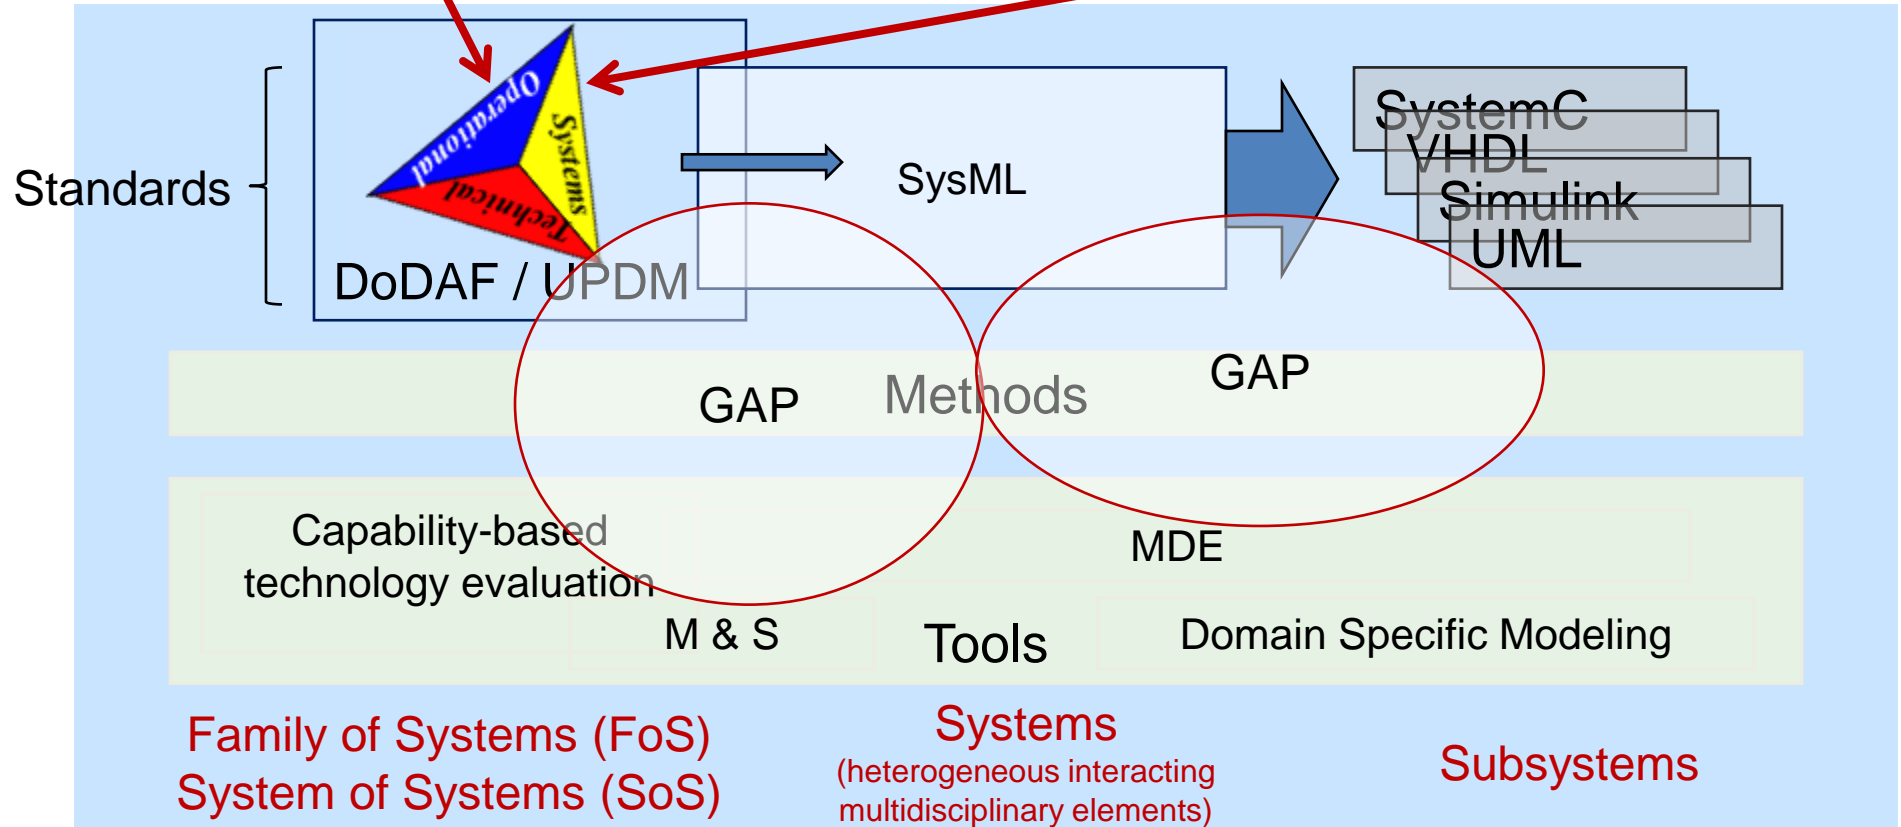 Operational
Systems
Technical
DoDAF / UPDM
Standards
SysML
SystemC
VHDL
Simulink
UML
GAP
Methods
GAP
Capability-based
technology evaluation
MDE
M & S
Tools
Domain Specific Modeling
Family of Systems (FoS)
System of Systems (SoS)
Systems
(heterogeneous interacting
multidisciplinary elements)
Subsystems